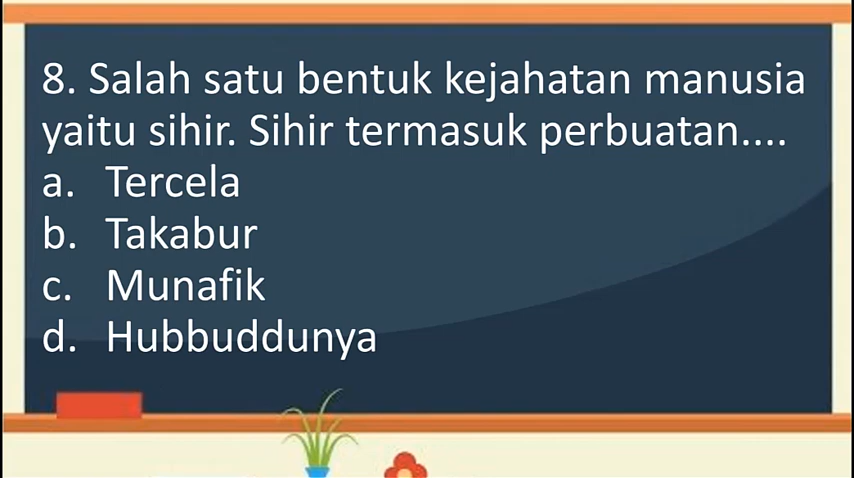 8. Salah satu bentuk kejahatan manusia
yaitu sihir. Sihir termasuk perbuatan....
a. Tercela
b. Takabur
c. Munafik
d. Hubbuddunya